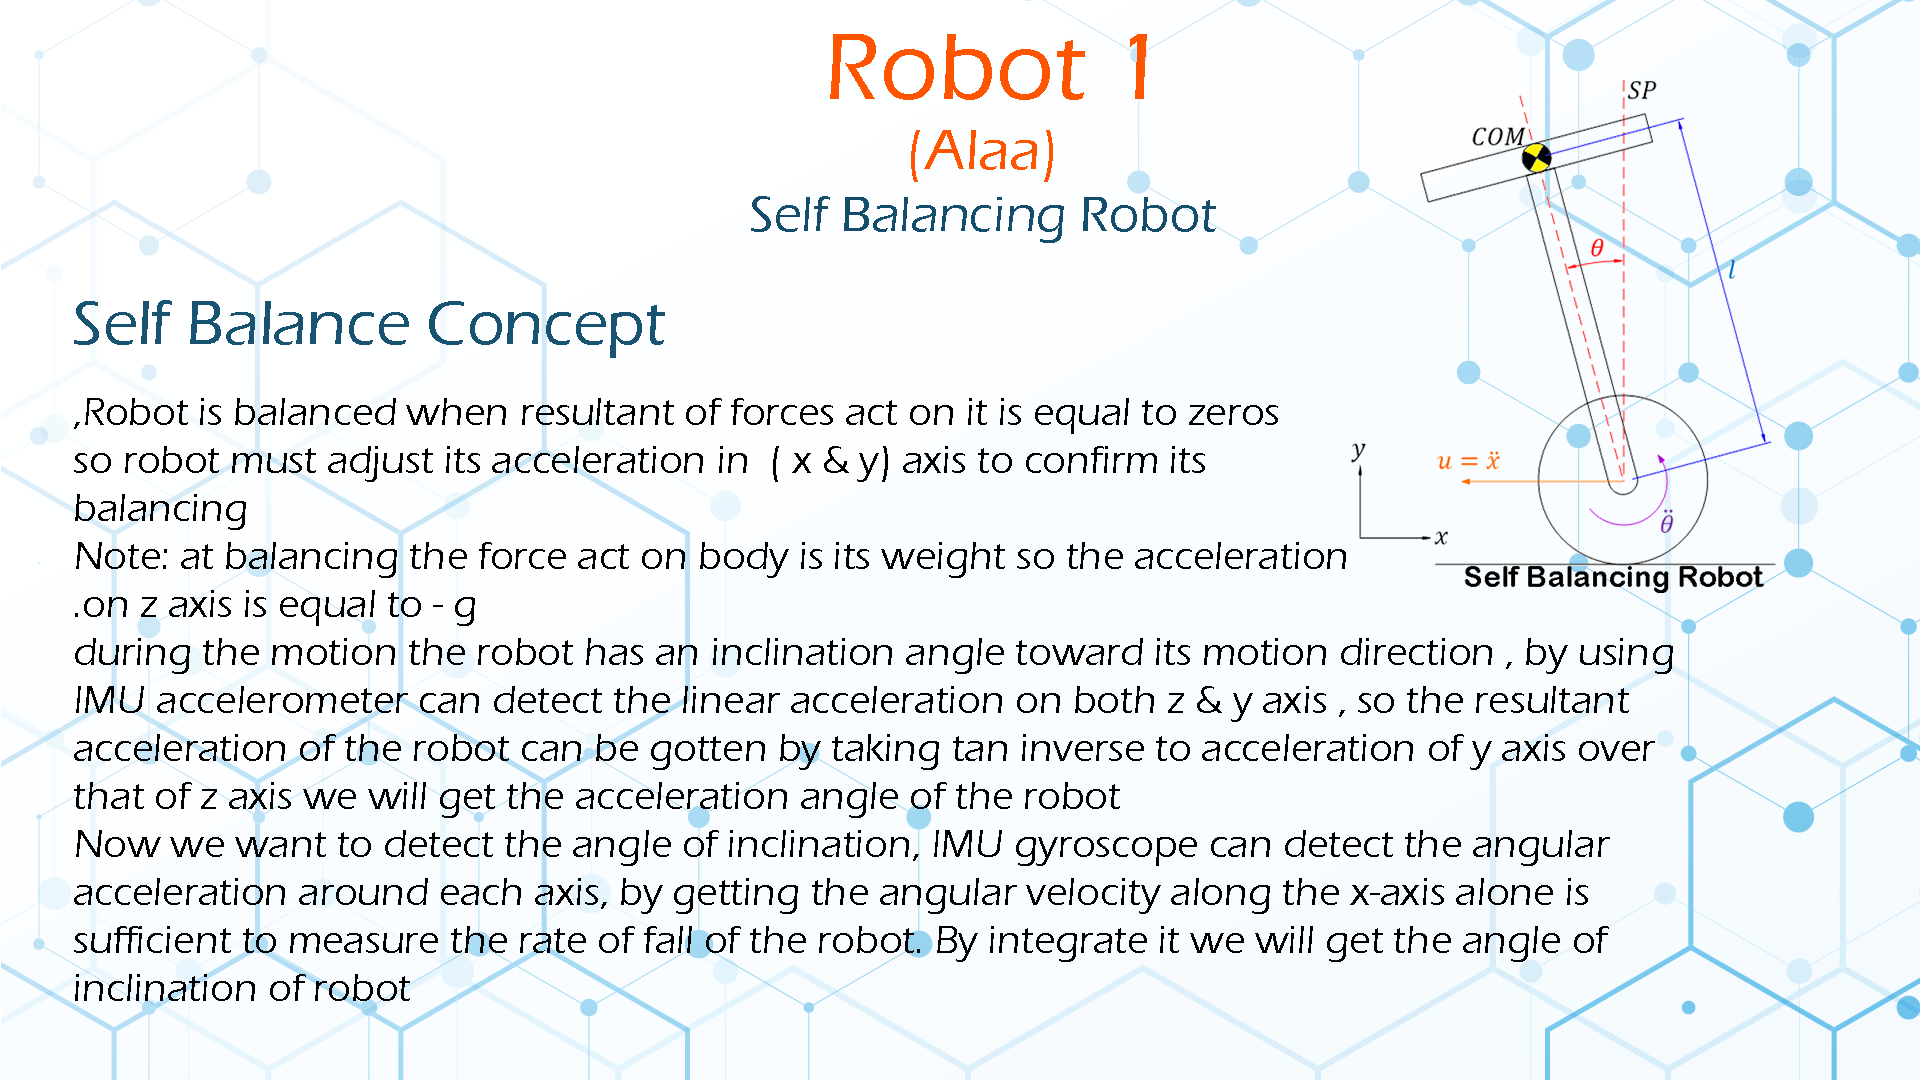 Robot 1
(Alaa)
Self Balancing Robot
Self Balance Concept
,Robot is balanced when resultant of forces act on it is equal to zeros
so robot must adjust its acceleration in  ( x & y) axis to confirm its
balancing
Note: at balancing the force act on body is its weight so the acceleration
.on z axis is equal to - g
during the motion the robot has an inclination angle toward its motion direction , by using
IMU accelerometer can detect the linear acceleration on both z & y axis , so the resultant
acceleration of the robot can be gotten by taking tan inverse to acceleration of y axis over
that of z axis we will get the acceleration angle of the robot
Now we want to detect the angle of inclination, IMU gyroscope can detect the angular
acceleration around each axis, by getting the angular velocity along the x-axis alone is
sufficient to measure the rate of fall of the robot. By integrate it we will get the angle of
inclination of robot
SP
COM
θ
l
y
u = ẍ
θ̈
x
Self Balancing Robot